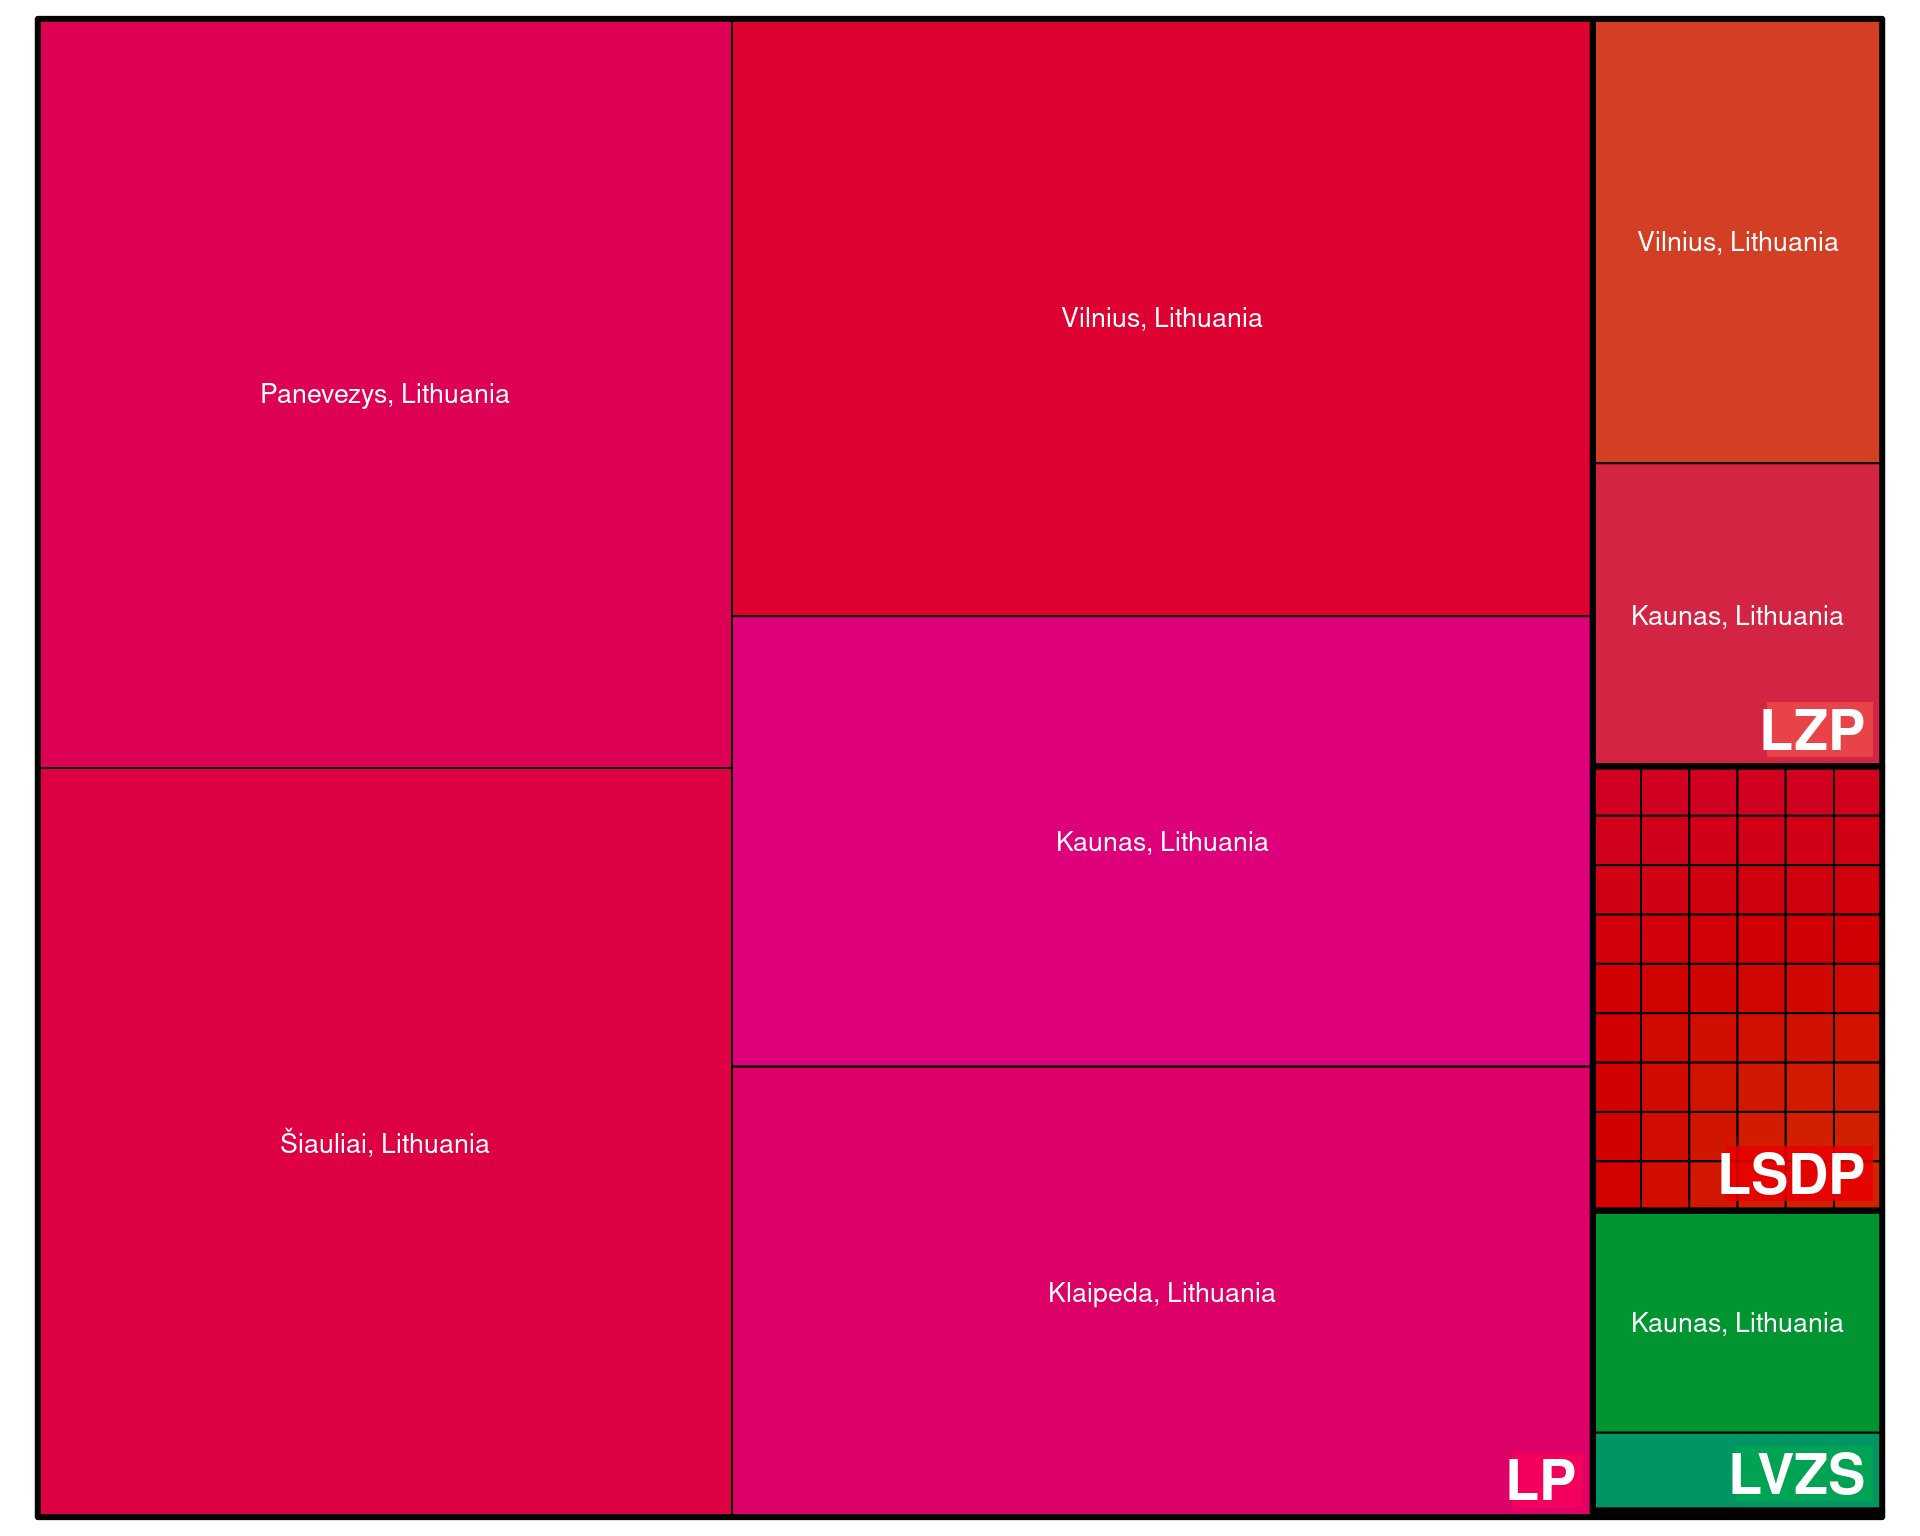 Panevezys, Lithuania
Šiauliai, Lithuania
Vilnius, Lithuania
Kaunas, Lithuania
Klaipeda, Lithuania
LP
Vilnius, Lithuania
Kaunas, Lithuania
LZP
LSDP
Kaunas, Lithuania
LVZS